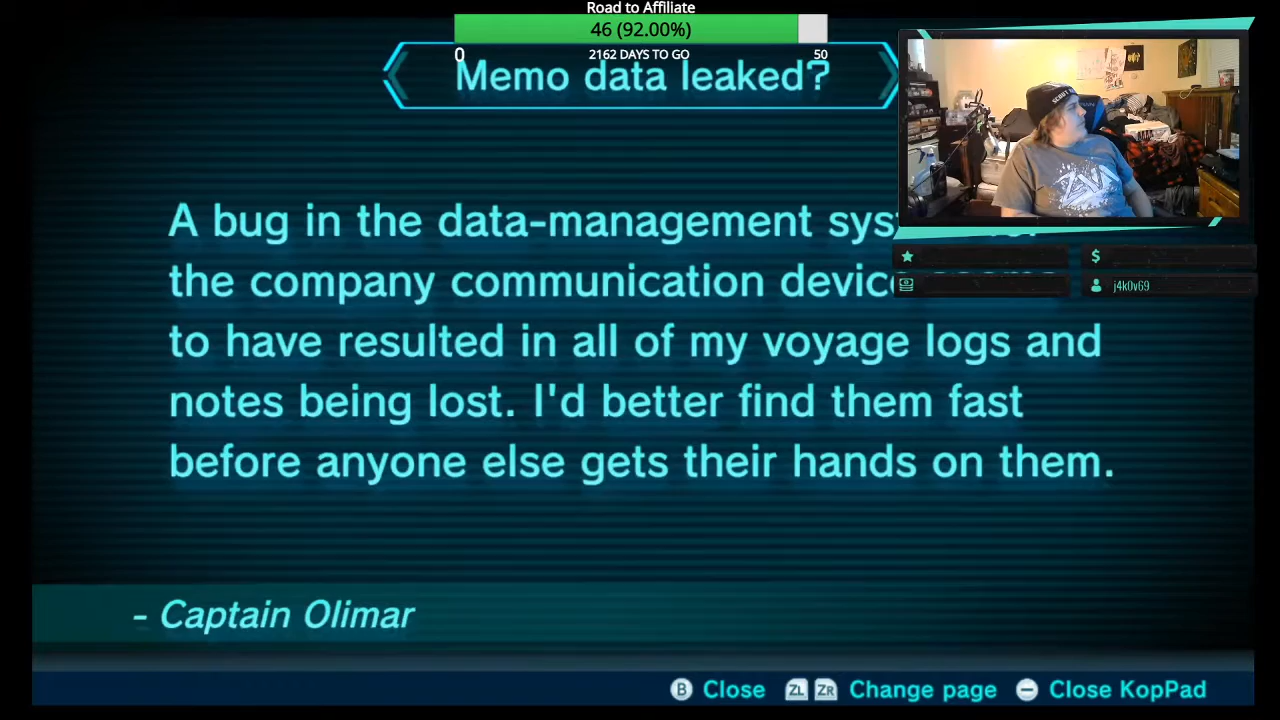 Road to Affiliate
46 (92.00%)
0 2162 DAYS TO GO 50
Memo data leaked?
A bug in the data-management
the company communication
to have resulted in all of my voyage logs and
notes being lost. I'd better find them fast
before anyone else gets their hands on them.
$
j4k0v69
- Captain Olimar
B Close ZL ZR Change page Close KopPad